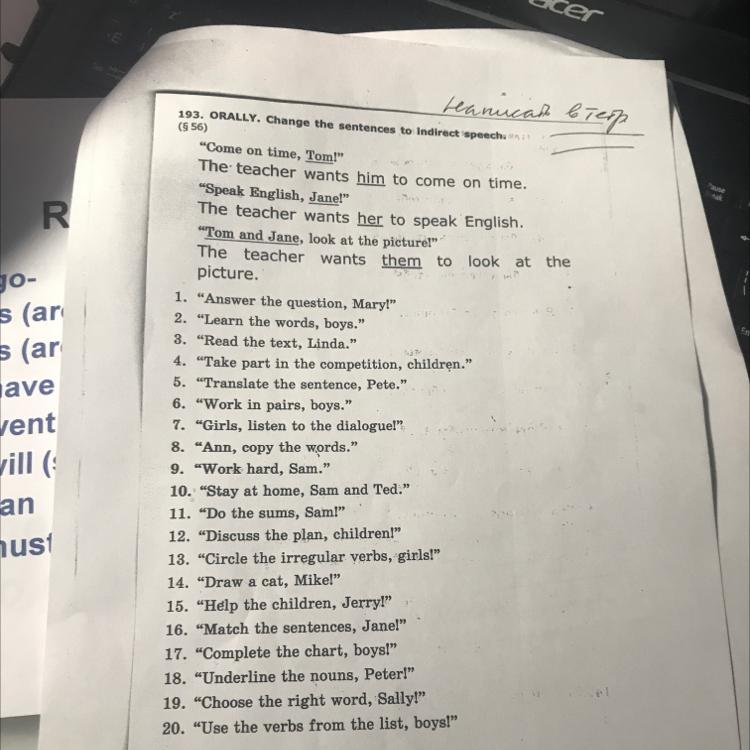 acer
193. ORALLY. Change the sentences to Indirect speech.
(§ 56)
“Come on time, Tom!”
The teacher wants him to come on time.
“Speak English, Jane!”
The teacher wants her to speak English.
“Tom and Jane, look at the picture!”
The teacher wants them to look at the
picture.
1. “Answer the question, Mary!”
2. “Learn the words, boys.”
3. “Read the text, Linda.”
4. “Take part in the competition, children.”
5. “Translate the sentence, Pete.”
6. “Work in pairs, boys.”
7. “Girls, listen to the dialogue!”
8. “Ann, copy the words.”
9. “Work hard, Sam.”
10. “Stay at home, Sam and Ted.”
11. “Do the sums, Sam!”
12. “Discuss the plan, children!”
13. “Circle the irregular verbs, girls!”
14. “Draw a cat, Mike!”
15. “Help the children, Jerry!”
16. “Match the sentences, Jane!”
17. “Complete the chart, boys!”
18. “Underline the nouns, Peter!”
19. “Choose the right word, Sally!”
20. “Use the verbs from the list, boys!”
R
go-
s (are
s (are
have
vent
will (s
an
must